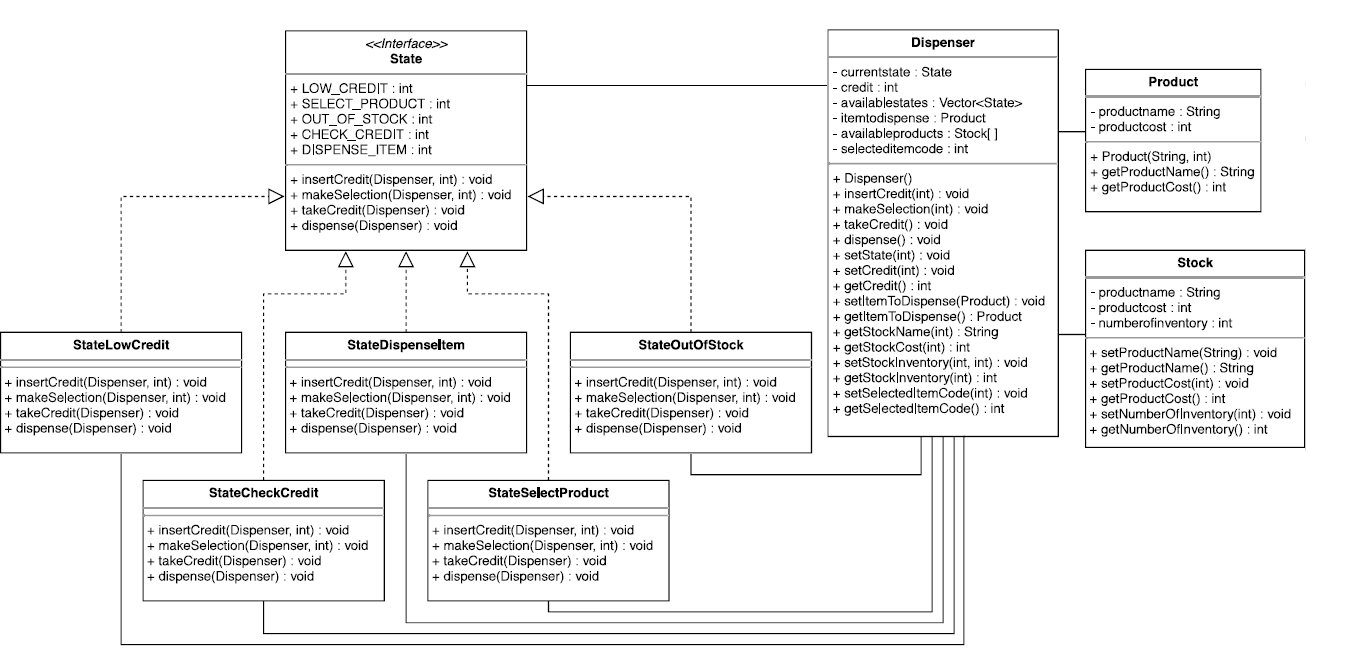 <<Interface>>
State
+ LOW_CREDIT : int
+ SELECT_PRODUCT : int
+ OUT_OF_STOCK : int
+ CHECK_CREDIT : int
+ DISPENSE_ITEM : int
+ insertCredit(Dispenser, int) : void
+ makeSelection(Dispenser, int) : void
+ takeCredit(Dispenser) : void
+ dispense(Dispenser) : void
Dispenser
- currentstate : State
- credit : int
- availablestates : Vector<State>
- itemtodispense : Product
- availableproducts : Stock[ ]
- selecteditemcode : int
+ Dispenser()
+ insertCredit(int) : void
+ makeSelection(int) : void
+ takeCredit() : void
+ dispense() : void
+ setState(int) : void
+ setCredit(int) : void
+ getCredit() : int
+ setItemToDispense(Product) : void
+ getItemToDispense() : Product
+ getStockName(int) : String
+ getStockCost(int) : int
+ setStockInventory(int, int) : void
+ getStockInventory(int) : int
+ setSelectedItemCode(int) : void
+ getSelectedItemCode() : int
Product
- productname : String
- productcost : int
+ Product(String, int)
+ getProductName() : String
+ getProductCost() : int
Stock
- productname : String
- productcost : int
- numberofinventory : int
+ setProductName(String) : void
+ getProductName() : String
+ setProductCost(int) : void
+ getProductCost() : int
+ setNumberOfInventory(int) : void
+ getNumberOfInventory() : int
StateLowCredit
+ insertCredit(Dispenser, int) : void
+ makeSelection(Dispenser, int) : void
+ takeCredit(Dispenser) : void
+ dispense(Dispenser) : void
StateDispenseItem
+ insertCredit(Dispenser, int) : void
+ makeSelection(Dispenser, int) : void
+ takeCredit(Dispenser) : void
+ dispense(Dispenser) : void
StateOutOfStock
+ insertCredit(Dispenser, int) : void
+ makeSelection(Dispenser, int) : void
+ takeCredit(Dispenser) : void
+ dispense(Dispenser) : void
StateCheckCredit
+ insertCredit(Dispenser, int) : void
+ makeSelection(Dispenser, int) : void
+ takeCredit(Dispenser) : void
+ dispense(Dispenser) : void
StateSelectProduct
+ insertCredit(Dispenser, int) : void
+ makeSelection(Dispenser, int) : void
+ takeCredit(Dispenser) : void
+ dispense(Dispenser) : void